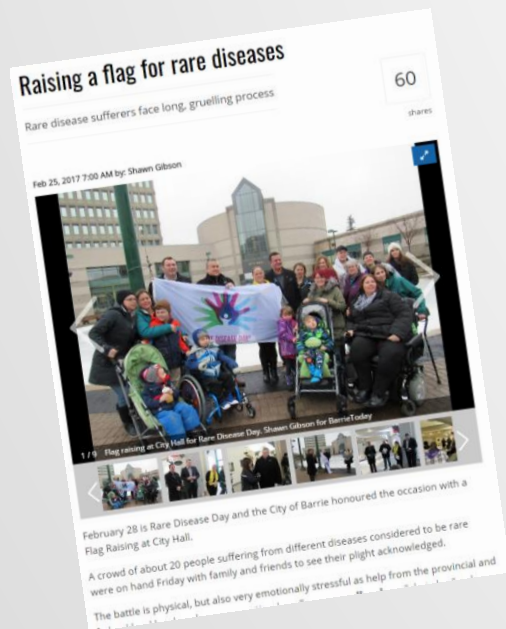 Raising a flag for rare diseases
60
shares
Rare disease sufferers face long, gruelling process
Feb 25, 2017 7:00 AM by: Shawn Gibson
RARE DISEASE DAY
1 / 9 Flag raising at City Hall for Rare Disease Day. Shawn Gibson for BarrieToday
February 28 is Rare Disease Day and the City of Barrie honoured the occasion with a
Flag Raising at City Hall.
A crowd of about 20 people suffering from different diseases considered to be rare
were on hand Friday with family and friends to see their plight acknowledged.
The battle is physical, but also very emotionally stressful as help from the provincial and